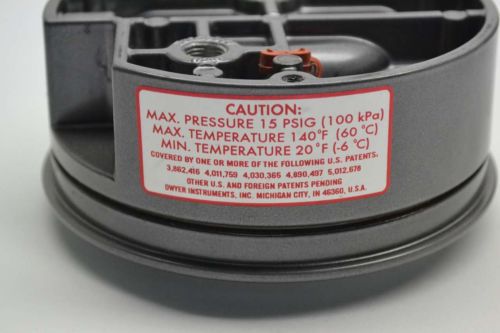 CAUTION:
MAX. PRESSURE 15 PSIG (100 kPa)
MAX. TEMPERATURE 140°F (60 °C)
MIN. TEMPERATURE 20°F (-6 °C)
COVERED BY ONE OR MORE OF THE FOLLOWING U.S. PATENTS.
3,862,416 4,011,759 4,030,365 4,890,497 5,012,678
OTHER U.S. AND FOREIGN PATENTS PENDING
DWYER INSTRUMENTS, INC. MICHIGAN CITY, IN 46360, U.S.A.